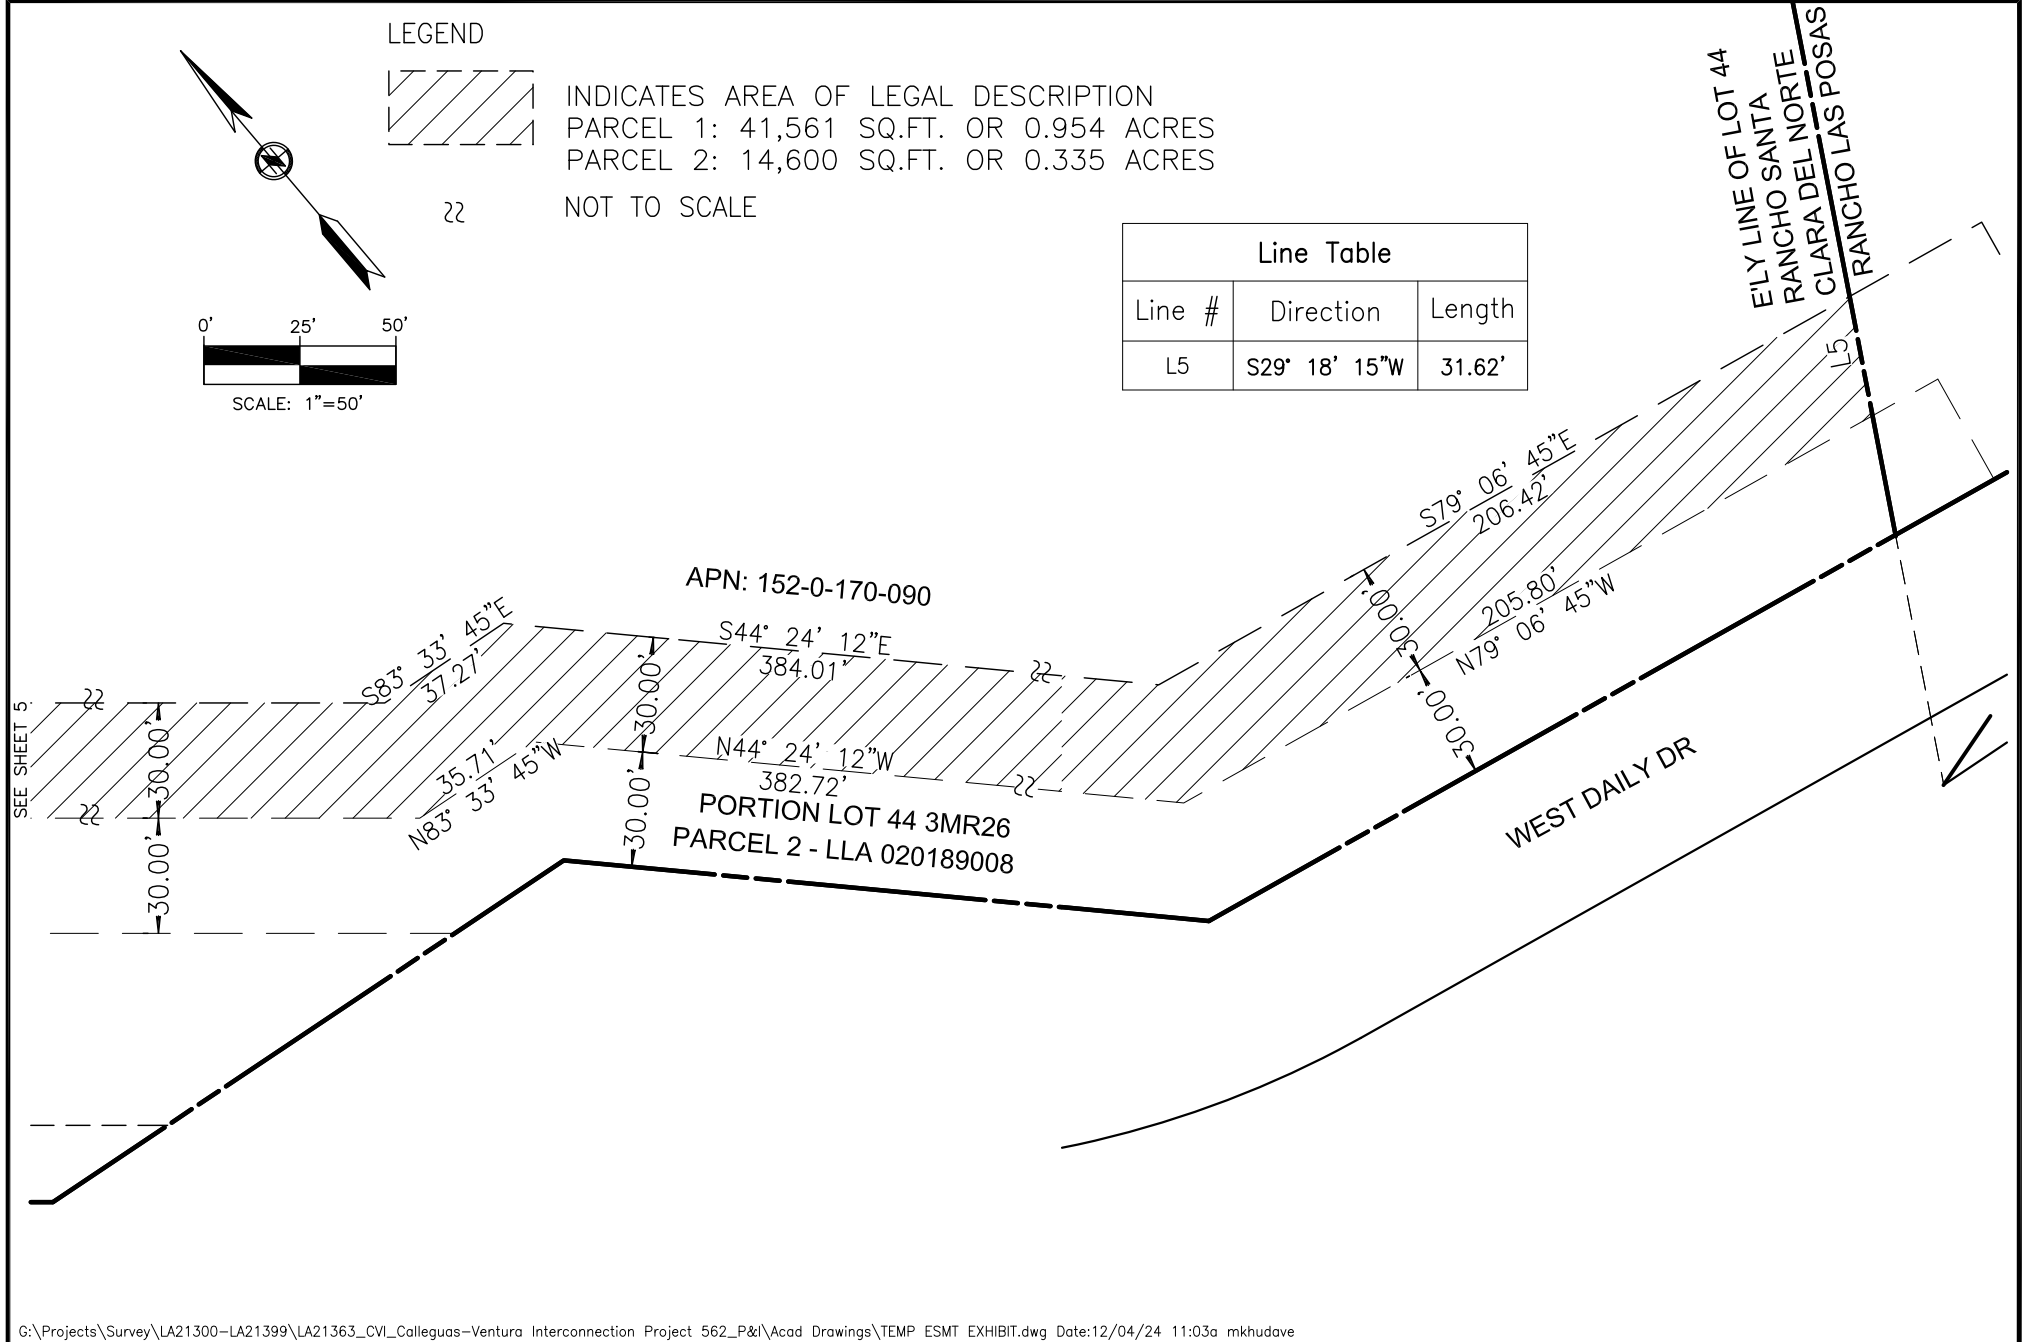 LEGEND
INDICATES AREA OF LEGAL DESCRIPTION
PARCEL 1: 41,561 SQ.FT. OR 0.954 ACRES
PARCEL 2: 14,600 SQ.FT. OR 0.335 ACRES
NOT TO SCALE
0' 25' 50'
SCALE: 1"=50'
Line Table
Line # Direction Length
L5 S29° 18' 15"W 31.62'
E'LY LINE OF LOT 44
RANCHO SANTA
CLARA DEL NORTE
RANCHO LAS POSAS
L5
S79° 06' 45"E
206.42'
205.80'
N79° 06' 45"W
30.00'
30.00'
APN: 152-0-170-090
S44° 24' 12"E
384.01'
S83° 33' 45"E
37.27'
30.00'
N44° 24' 12"W
382.72'
35.71'
N83° 33' 45"W
30.00'
SEE SHEET 5
30.00'
30.00'
PORTION LOT 44 3MR26
PARCEL 2 - LLA 020189008
WEST DAILY DR
G:\Projects\Survey\LA21300-LA21399\LA21363_CVI_Calleguas-Ventura Interconnection Project 562_P&I\Acad Drawings\TEMP ESMT EXHIBIT.dwg Date:12/04/24 11:03a mkhudave